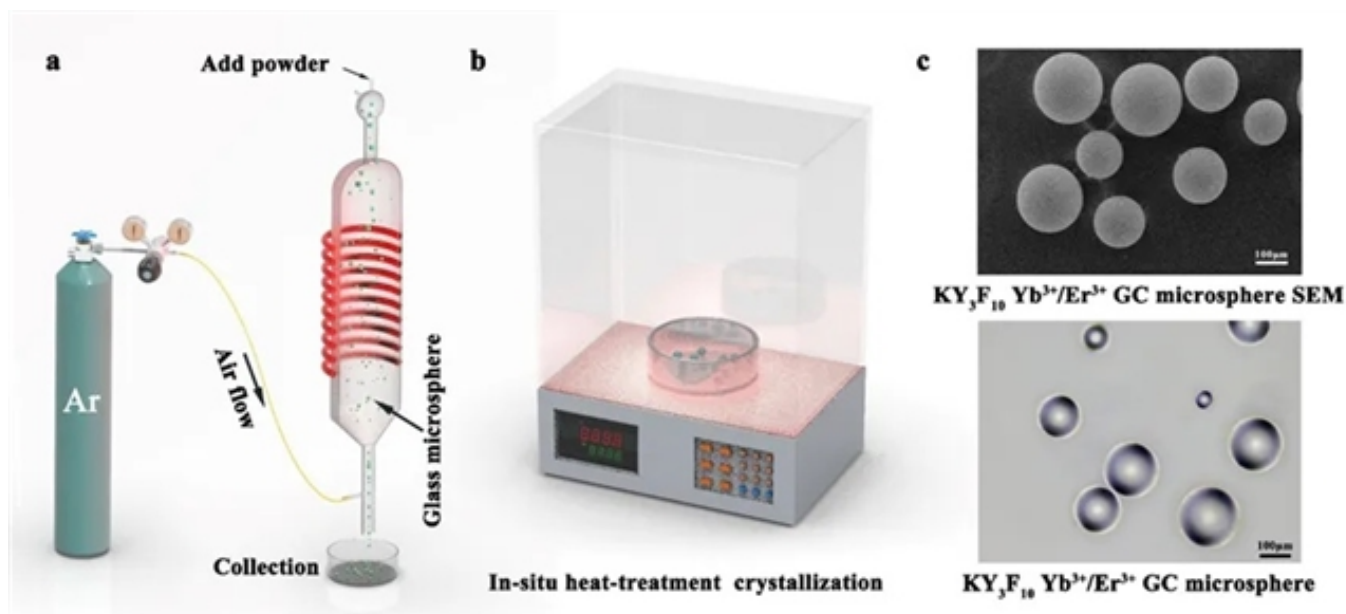 a
Add powder
Ar
Air flow
Glass microsphere
Collection
b
In-situ heat-treatment crystallization
c
100μm
KY₃F₁₀ Yb³⁺/Er³⁺ GC microsphere SEM
100μm
KY₃F₁₀ Yb³⁺/Er³⁺ GC microsphere